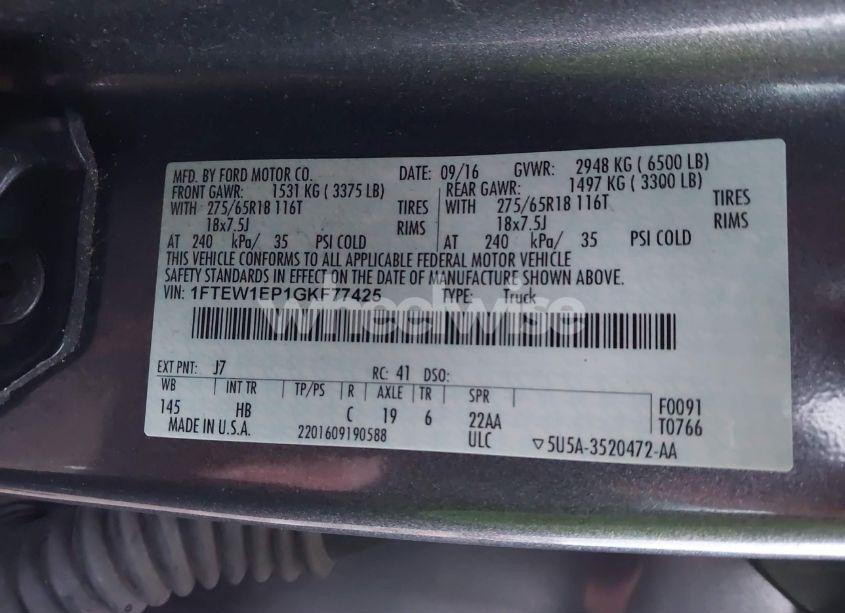 MFD. BY FORD MOTOR CO. DATE: 09/16 GVWR: 2948 KG ( 6500 LB)
FRONT GAWR: 1531 KG ( 3375 LB) REAR GAWR: 1497 KG ( 3300 LB)
WITH 275/65R18 116T TIRES WITH 275/65R18 116T TIRES
18x7.5J RIMS 18x7.5J RIMS
AT 240 kPa/ 35 PSI COLD AT 240 kPa/ 35 PSI COLD
THIS VEHICLE CONFORMS TO ALL APPLICABLE FEDERAL MOTOR VEHICLE
SAFETY STANDARDS IN EFFECT ON THE DATE OF MANUFACTURE SHOWN ABOVE.
VIN: 1FTEW1EP1GKF77425 TYPE: Truck
wheelwise
EXT PNT: J7 RC: 41 DSO:
WB INT TR TP/PS R AXLE TR SPR
145 HB C 19 6 22AA F0091
MADE IN U.S.A. 2201609190588 ULC T0766
▽5U5A-3520472-AA